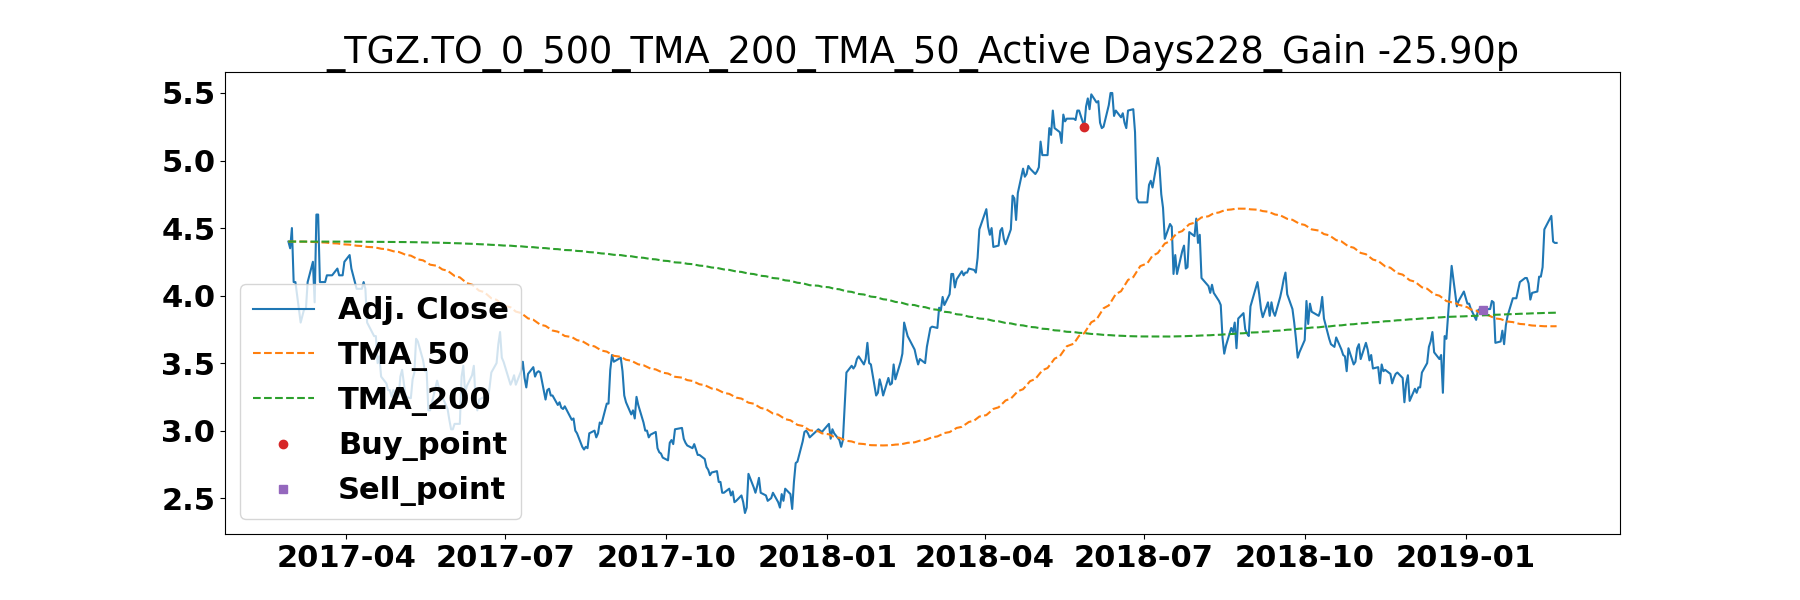 _TGZ.TO_0_500_TMA_200_TMA_50_Active Days228_Gain -25.90p
5.5
5.0
4.5
4.0
3.5
3.0
2.5
Adj. Close
TMA_50
TMA_200
Buy_point
Sell_point
2017-04 2017-07 2017-10 2018-01 2018-04 2018-07 2018-10 2019-01